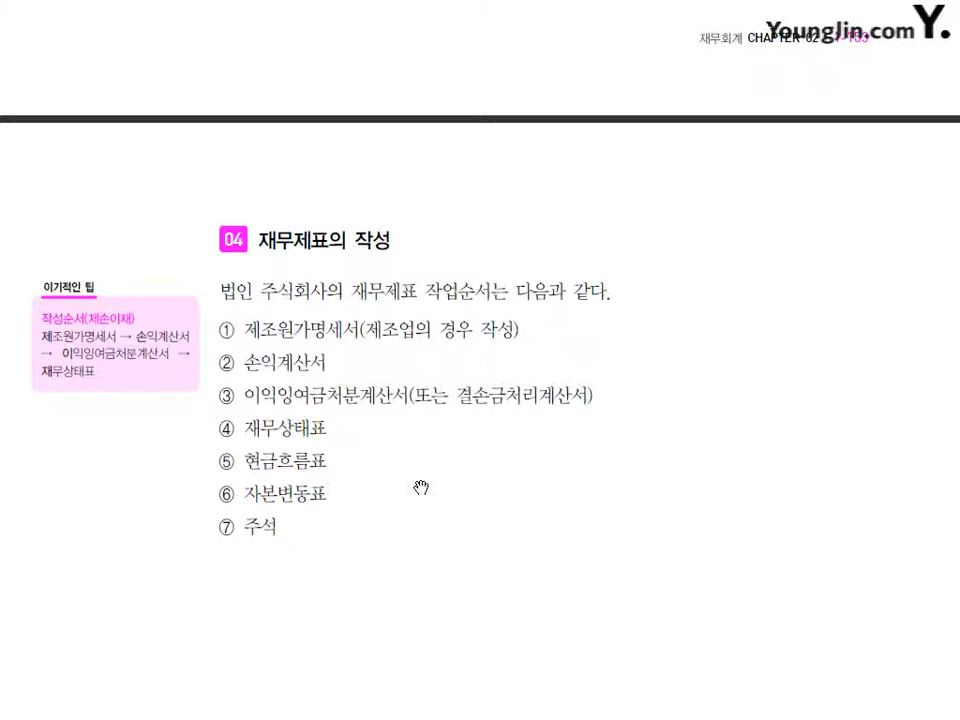 Younglin.com Y.
재무회계 CHAPTER 02
04 재무제표의 작성
이기적인 팁
작성순서(제손이재)
제조원가명세서 → 손익계산서
→ 이익잉여금처분계산서 →
재무상태표
법인 주식회사의 재무제표 작업순서는 다음과 같다.
① 제조원가명세서(제조업의 경우 작성)
② 손익계산서
③ 이익잉여금처분계산서(또는 결손금처리계산서)
④ 재무상태표
⑤ 현금흐름표
⑥ 자본변동표
⑦ 주석